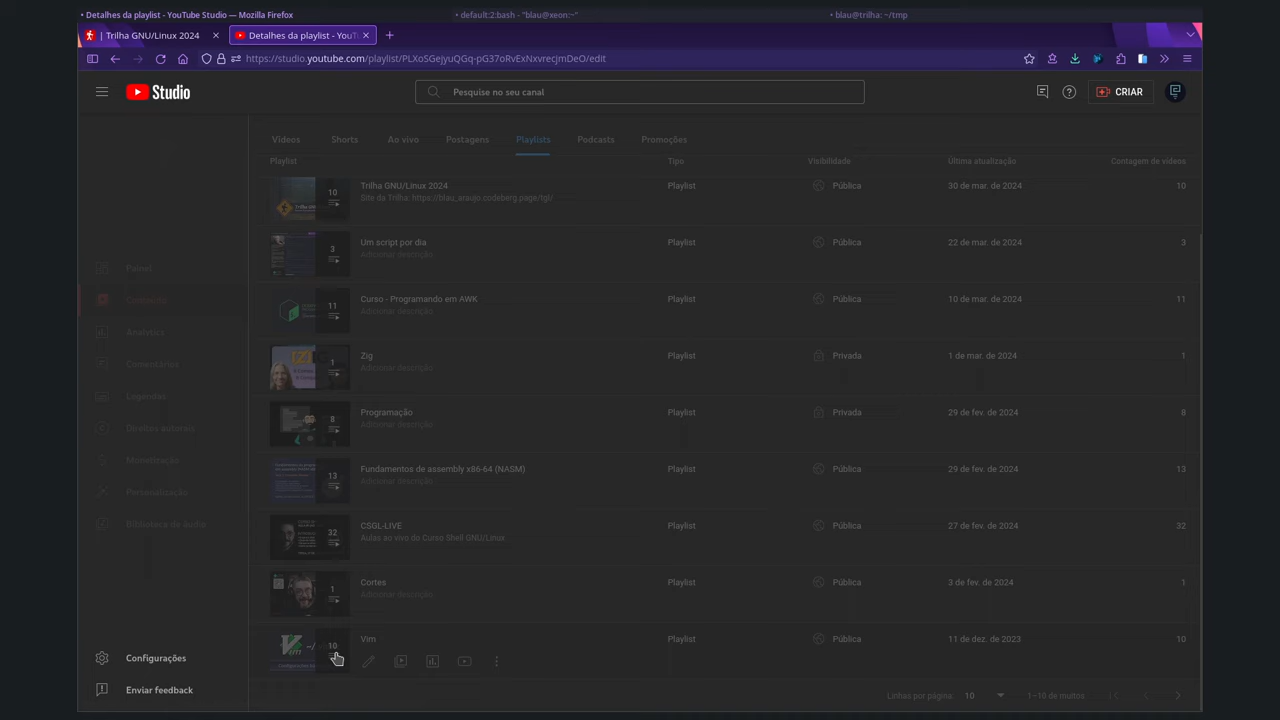 • Detalhes da playlist - YouTube Studio — Mozilla Firefox
• default:2:bash - "blau@xeon:~"
• blau@trilha: ~/tmp
| Trilha GNU/Linux 2024
Detalhes da playlist - YouT
https://studio.youtube.com/playlist/PLXoSGejyuQGq-pG37oRvExNxvrecjmDeO/edit
Studio
Pesquise no seu canal
CRIAR
Vídeos
Shorts
Ao vivo
Postagens
Playlists
Podcasts
Promoções
Playlist
Tipo
Visibilidade
Última atualização
Contagem de vídeos
10
Trilha GNU/Linux 2024
Site da Trilha: https://blau_araujo.codeberg.page/tgl/
Playlist
Pública
30 de mar. de 2024
10
3
Um script por dia
Adicionar descrição
Playlist
Pública
22 de mar. de 2024
3
11
Curso - Programando em AWK
Adicionar descrição
Playlist
Pública
10 de mar. de 2024
11
1
Zig
Adicionar descrição
Playlist
Privada
1 de mar. de 2024
1
8
Programação
Adicionar descrição
Playlist
Privada
29 de fev. de 2024
8
13
Fundamentos de assembly x86-64 (NASM)
Adicionar descrição
Playlist
Pública
29 de fev. de 2024
13
32
CSGL-LIVE
Aulas ao vivo do Curso Shell GNU/Linux
Playlist
Pública
27 de fev. de 2024
32
1
Cortes
Adicionar descrição
Playlist
Pública
3 de fev. de 2024
1
10
Vim
Playlist
Pública
11 de dez. de 2023
10
Painel
Conteúdo
Analytics
Comentários
Legendas
Direitos autorais
Monetização
Personalização
Biblioteca de áudio
Configurações
Enviar feedback
Linhas por página:
10
1–10 de muitos